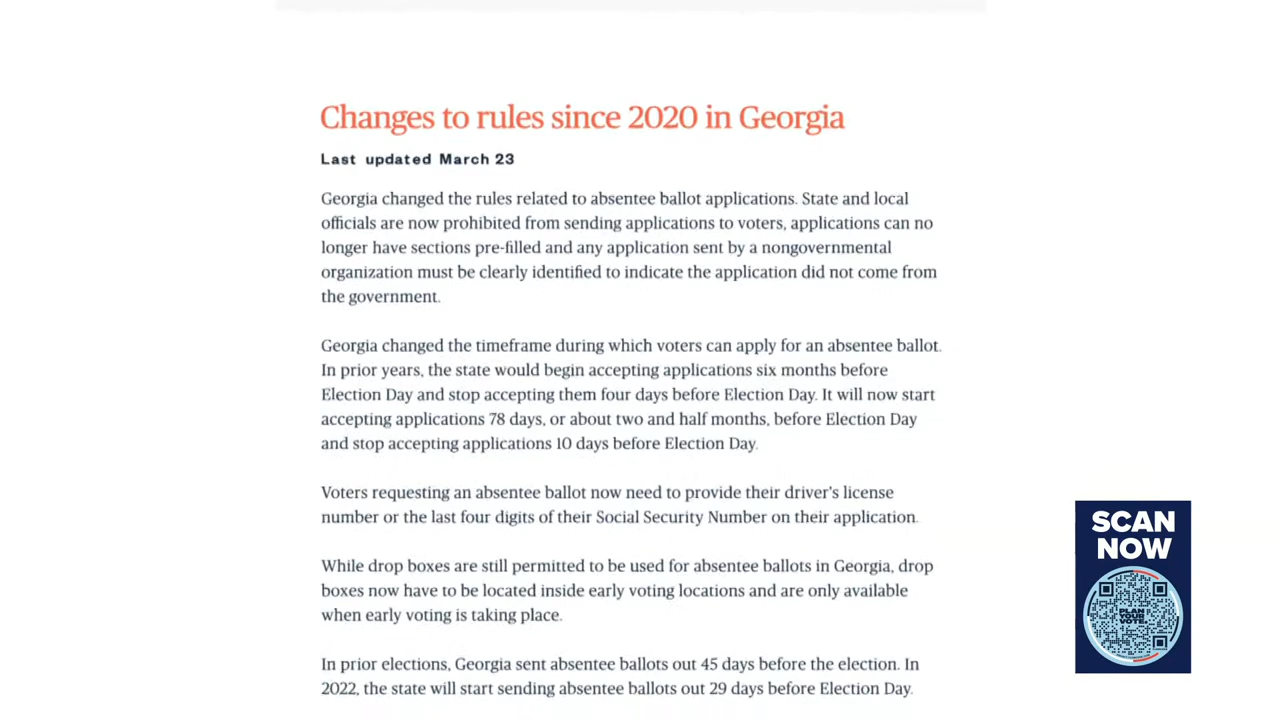 Changes to rules since 2020 in Georgia
Last updated March 23
Georgia changed the rules related to absentee ballot applications. State and local
officials are now prohibited from sending applications to voters, applications can no
longer have sections pre-filled and any application sent by a nongovernmental
organization must be clearly identified to indicate the application did not come from
the government.
Georgia changed the timeframe during which voters can apply for an absentee ballot.
In prior years, the state would begin accepting applications six months before
Election Day and stop accepting them four days before Election Day. It will now start
accepting applications 78 days, or about two and half months, before Election Day
and stop accepting applications 10 days before Election Day.
Voters requesting an absentee ballot now need to provide their driver's license
number or the last four digits of their Social Security Number on their application.
While drop boxes are still permitted to be used for absentee ballots in Georgia, drop
boxes now have to be located inside early voting locations and are only available
when early voting is taking place.
In prior elections, Georgia sent absentee ballots out 45 days before the election. In
2022, the state will start sending absentee ballots out 29 days before Election Day.
SCAN
NOW
PLAN
YOUR
VOTE.